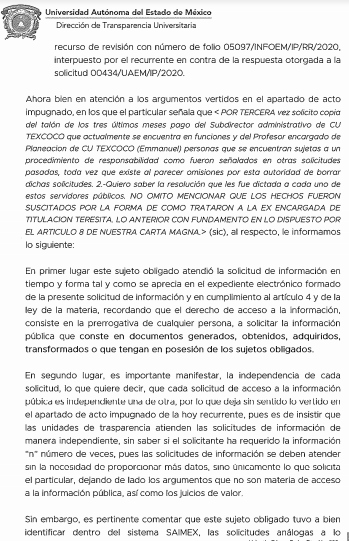 Universidad Autónoma del Estado de México
Dirección de Transparencia Universitaria
recurso de revisión con número de folio 05097/INFOEM/IP/RR/2020,
interpuesto por el recurrente en contra de la respuesta otorgada a la
solicitud 00434/UAEM/IP/2020.
Ahora bien en atención a los argumentos vertidos en el apartado de acto
impugnado, en los que el particular señala que < POR TERCERA vez solicito copia
del talón de los tres últimos meses pago del Subdirector administrativo de CU
TEXCOCO que actualmente se encuentra en funciones y del Profesor encargado de
Planeacion de CU TEXCOCO (Emmanuel) personas que se encuentran sujetas a un
procedimiento de responsabilidad como fueron señalados en otras solicitudes
pasadas, toda vez que existe al parecer omisiones por esta autoridad de borrar
dichas solicitudes. 2.-Quiero saber la resolución que les fue dictada a cada uno de
estos servidores públicos. NO OMITO MENCIONAR QUE LOS HECHOS FUERON
SUSCITADOS POR LA FORMA DE COMO TRATARON A LA EX ENCARGADA DE
TITULACION TERESITA. LO ANTERIOR CON FUNDAMENTO EN LO DISPUESTO POR
EL ARTICULO 8 DE NUESTRA CARTA MAGNA.> (sic), al respecto, le informamos
lo siguiente:
En primer lugar este sujeto obligado atendió la solicitud de información en
tiempo y forma tal y como se aprecia en el expediente electrónico formado
de la presente solicitud de información y en cumplimiento al artículo 4 y de la
ley de la materia, recordando que el derecho de acceso a la información,
consiste en la prerrogativa de cualquier persona, a solicitar la información
pública que conste en documentos generados, obtenidos, adquiridos,
transformados o que tengan en posesión de los sujetos obligados.
En segundo lugar, es importante manifestar, la independencia de cada
solicitud, lo que quiere decir, que cada solicitud de acceso a la información
púbica es independiente una de otra, por lo que deja sin sentido lo vertido en
el apartado de acto impugnado de la hoy recurrente, pues es de insistir que
las unidades de trasparencia atienden las solicitudes de información de
manera independiente, sin saber si el solicitante ha requerido la información
"n" número de veces, pues las solicitudes de información se deben atender
sin la necesidad de proporcionar más datos, sino únicamente lo que solicita
el particular, dejando de lado los argumentos que no son materia de acceso
a la información pública, así como los juicios de valor.
Sin embargo, es pertinente comentar que este sujeto obligado tuvo a bien
identificar dentro del sistema SAIMEX, las solicitudes análogas a lo